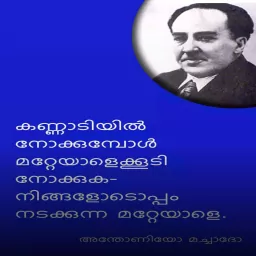 കണ്ണാടിയിൽ
നോക്കുമ്പോൾ
മറ്റേയാളെക്കൂടി
നോക്കുക-
നിങ്ങളോടൊപ്പം
നടക്കുന്ന മറ്റേയാളെ.
അന്തോണിയോ മച്ചാദോ